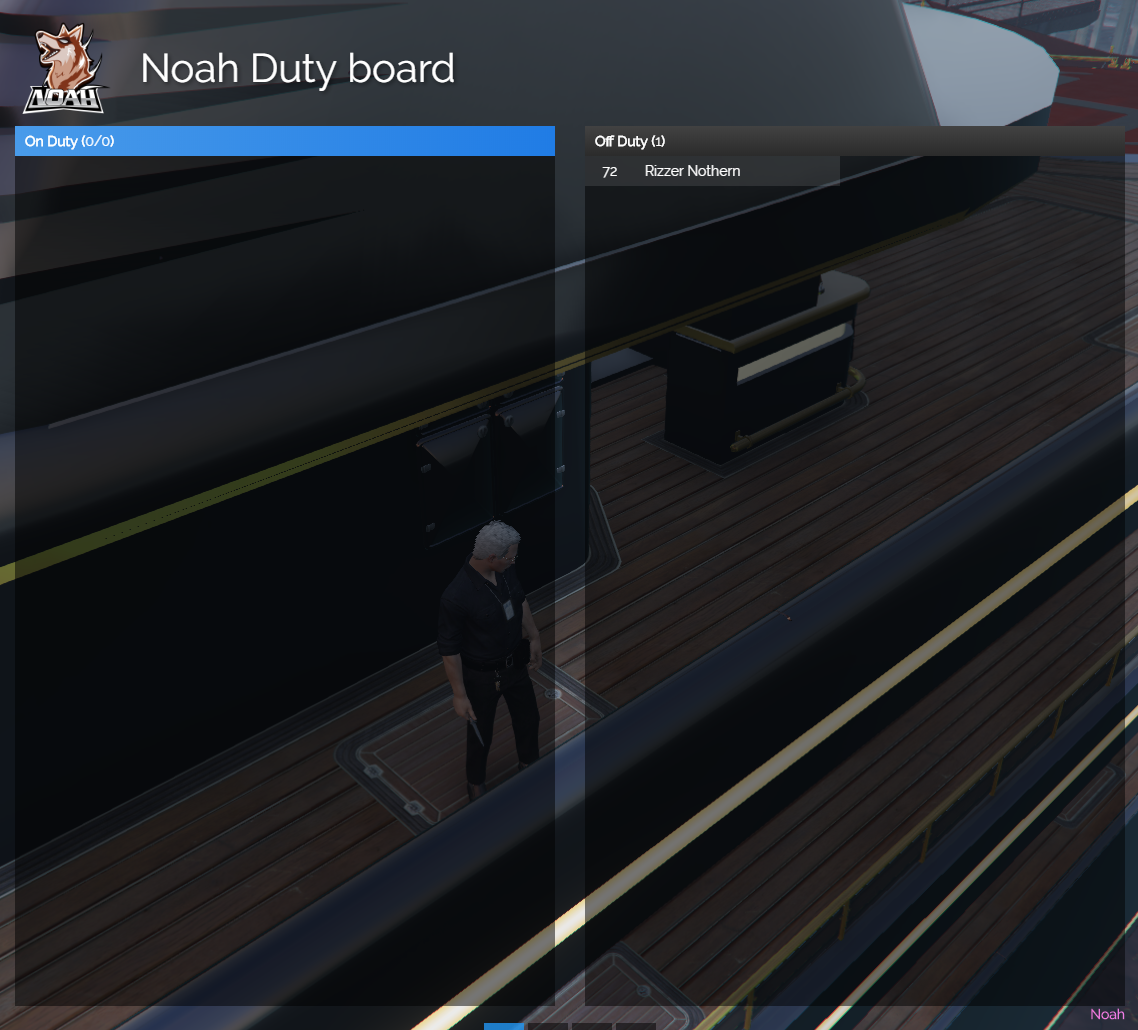 NOAH
Noah Duty board
On Duty (0/0)
Off Duty (1)
72 Rizzer Nothern
Noah